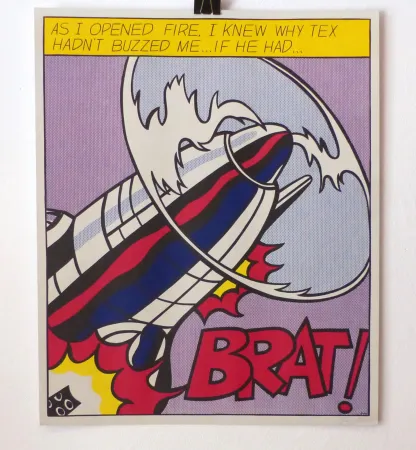 AS I OPENED FIRE, I KNEW WHY TEX
HADN'T BUZZED ME...IF HE HAD...
BRAT!